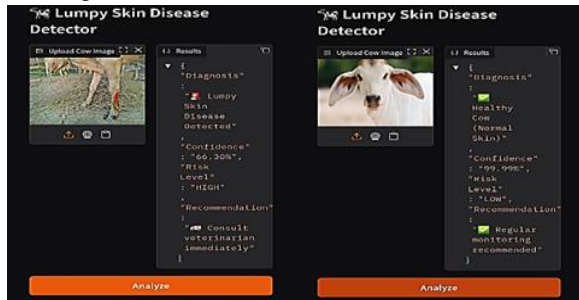 Lumpy Skin Disease
Detector
Upload Cow Image
Results
{
"Diagnosis"
:
"🚨 Lumpy
Skin
Disease
Detected"
,
"Confidence"
: "66.30%",
"Risk
Level"
: "HIGH"
,
"Recommendation"
:
"Consult
veterinarian
immediately"
}
Analyze
Lumpy Skin Disease
Detector
Upload Cow Image
Results
{
"Diagnosis"
:
"✅
Healthy
Cow
(Normal
Skin)"
,
"Confidence"
: "99.99%",
"Risk
Level"
: "LOW",
"Recommendation"
:
"✅ Regular
monitoring
recommended"
}
Analyze